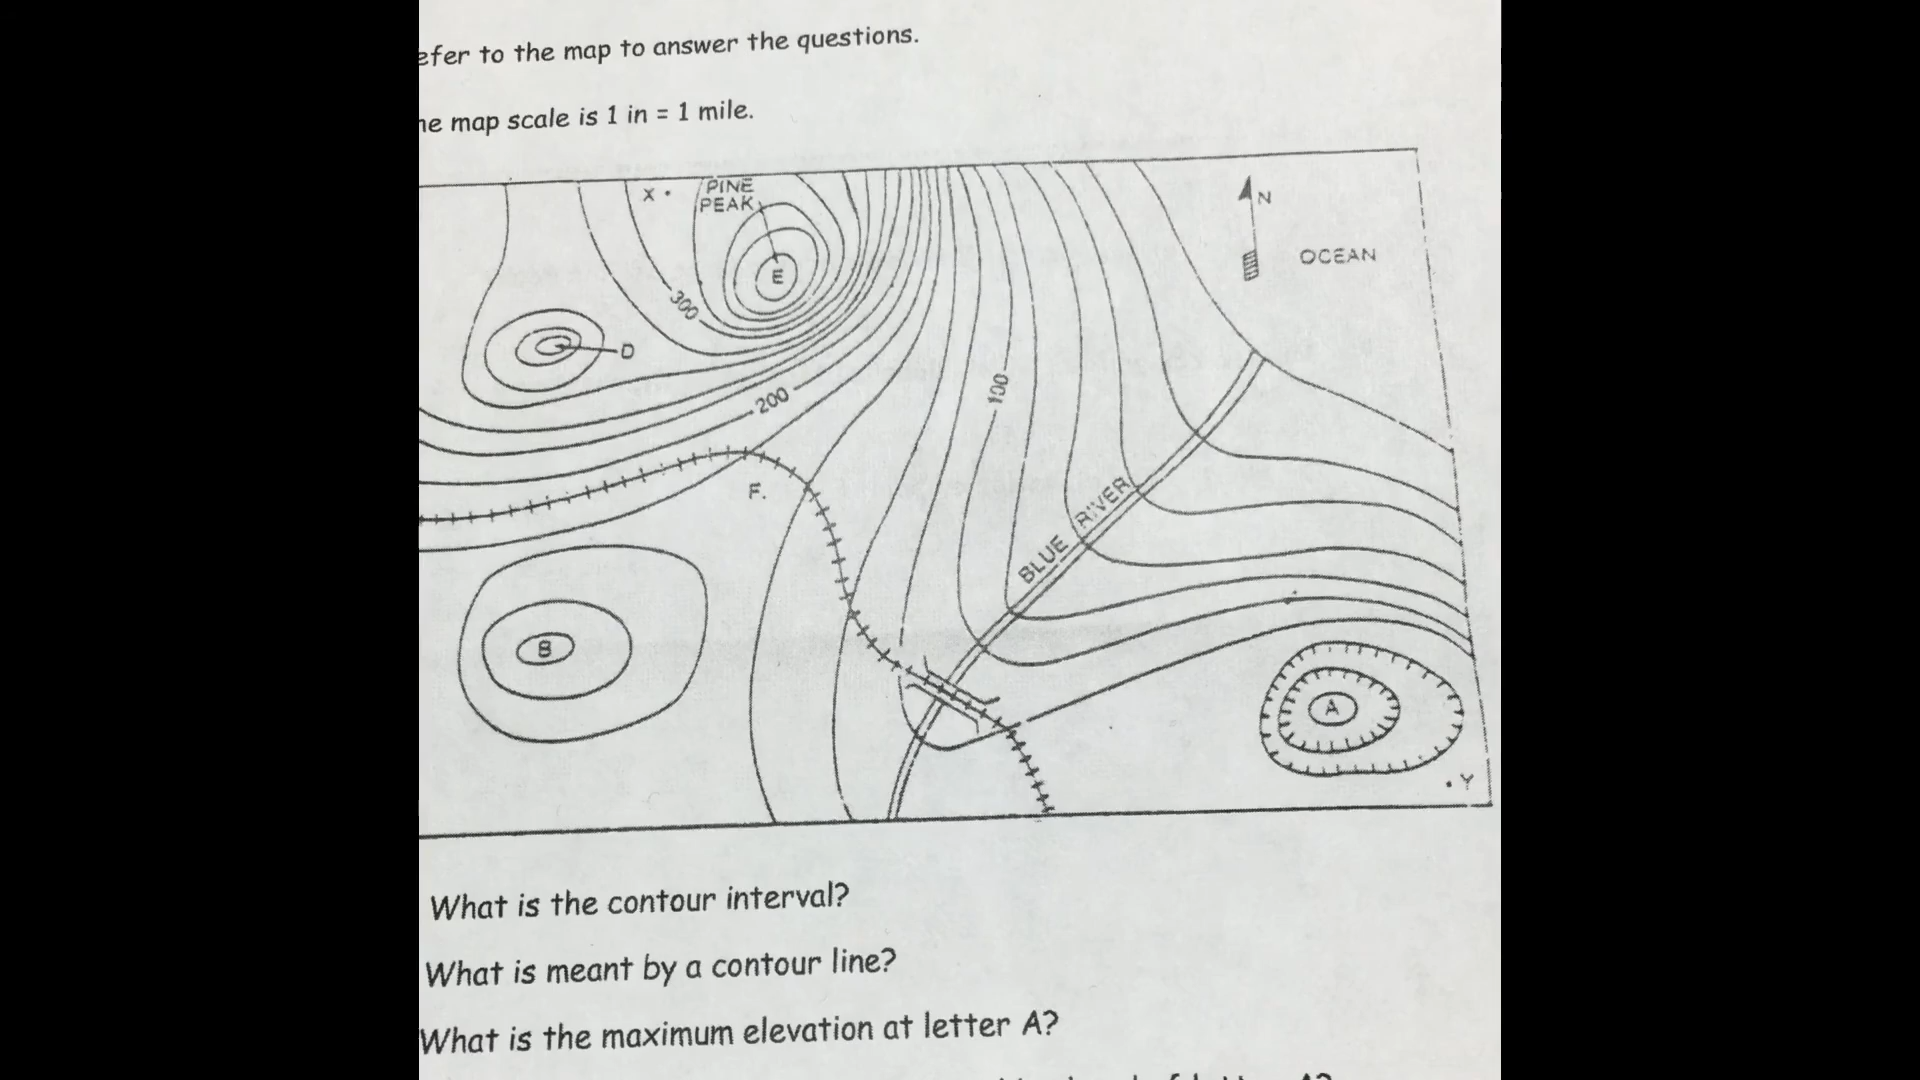 efer to the map to answer the questions.
he map scale is 1 in = 1 mile.
X
PINE
PEAK
N
OCEAN
E
300
D
100
200
F.
BLUE RIVER
B
A
Y
What is the contour interval?
What is meant by a contour line?
What is the maximum elevation at letter A?